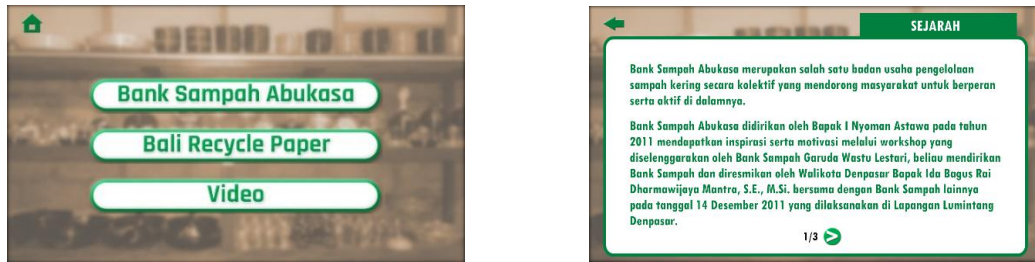 Bank Sampah Abukasa
Bali Recycle Paper
Video
SEJARAH
Bank Sampah Abukasa merupakan salah satu badan usaha pengelolaan
sampah kering secara kolektif yang mendorong masyarakat untuk berperan
serta aktif di dalamnya.
Bank Sampah Abukasa didirikan oleh Bapak I Nyoman Astawa pada tahun
2011 mendapatkan inspirasi serta motivasi melalui workshop yang
diselenggarakan oleh Bank Sampah Garuda Wastu Lestari, beliau mendirikan
Bank Sampah dan diresmikan oleh Walikota Denpasar Bapak Ida Bagus Rai
Dharmawijaya Mantra, S.E., M.Si. bersama dengan Bank Sampah lainnya
pada tanggal 14 Desember 2011 yang dilaksanakan di Lapangan Lumintang
Denpasar.
1/3